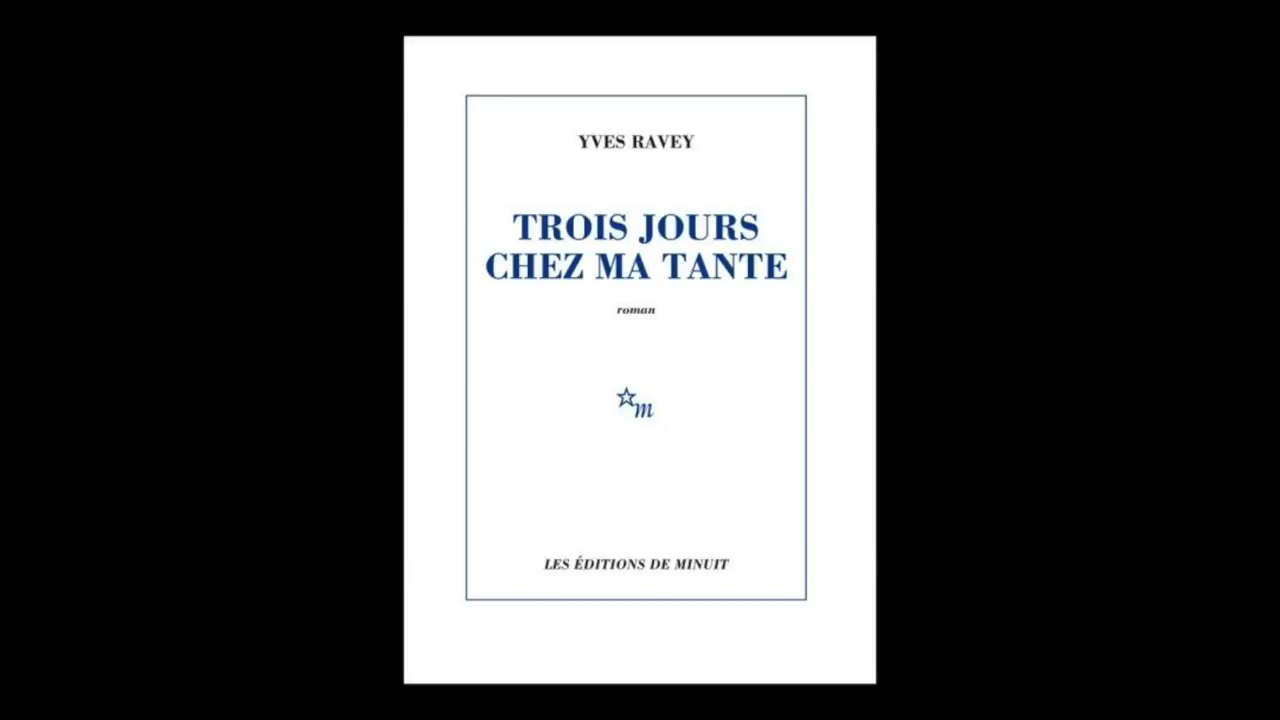 YVES RAVEY
TROIS JOURS
CHEZ MA TANTE
roman
m
LES ÉDITIONS DE MINUIT